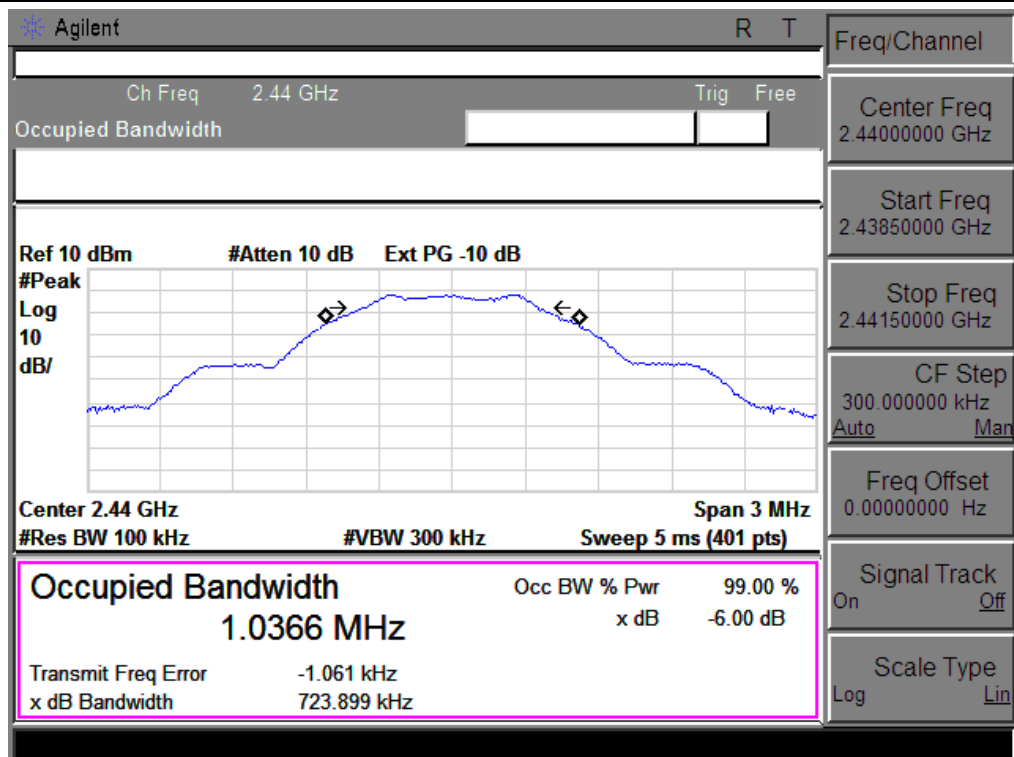 Agilent R T
Ch Freq 2.44 GHz Trig Free
Occupied Bandwidth
Ref 10 dBm #Atten 10 dB Ext PG -10 dB
#Peak
Log
10
dB/
Center 2.44 GHz Span 3 MHz
#Res BW 100 kHz #VBW 300 kHz Sweep 5 ms (401 pts)
Occupied Bandwidth Occ BW % Pwr 99.00 %
1.0366 MHz x dB -6.00 dB
Transmit Freq Error -1.061 kHz
x dB Bandwidth 723.899 kHz
Freq/Channel
Center Freq
2.44000000 GHz
Start Freq
2.43850000 GHz
Stop Freq
2.44150000 GHz
CF Step
300.000000 kHz
Auto Man
Freq Offset
0.00000000 Hz
Signal Track
On Off
Scale Type
Log Lin